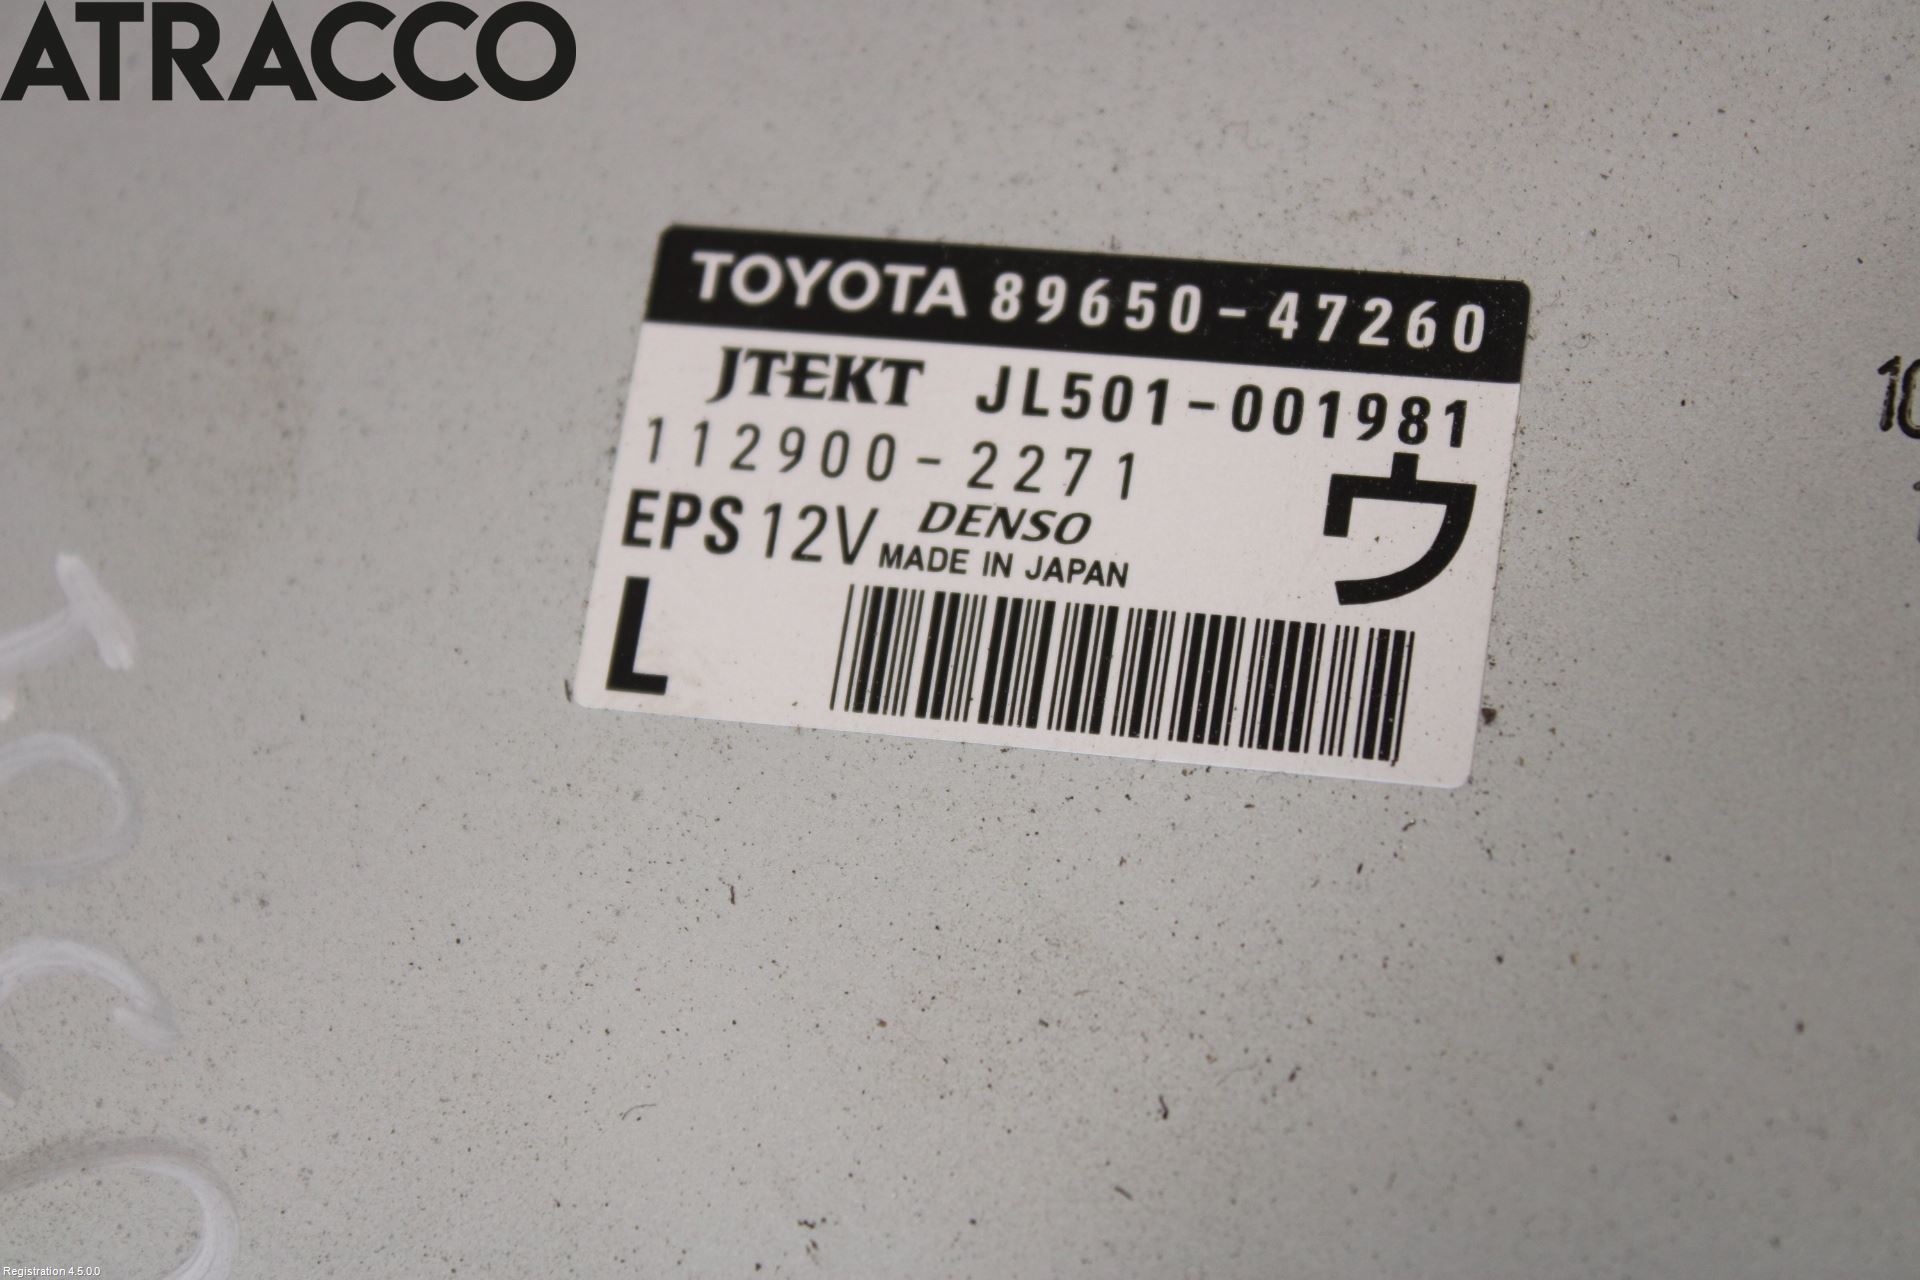 ATRACCO
TOYOTA 89650-47260
JTEKT JL501-001981
112900-2271
ウ
EPS 12V DENSO
MADE IN JAPAN
L
10
Registration 4.5.0.0